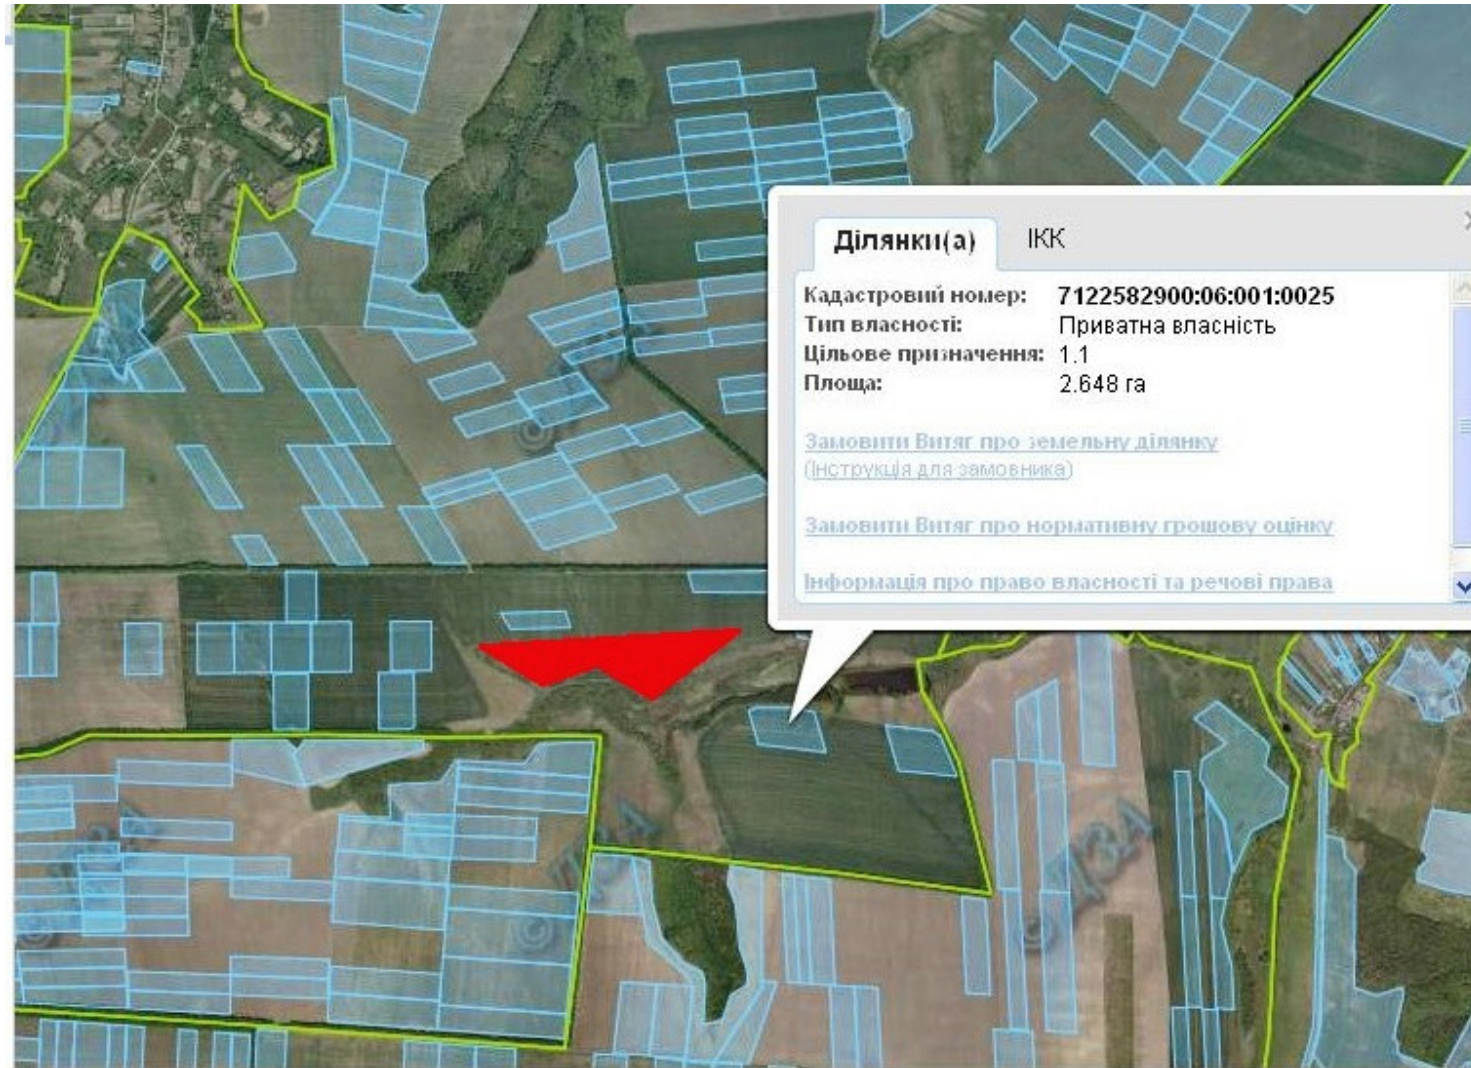 Ділянки(а) ІКК
Кадастровий номер: 7122582900:06:001:0025
Тип власності: Приватна власність
Цільове призначення: 1.1
Площа: 2.648 га
Замовити Витяг про земельну ділянку
(Інструкція для замовника)
Замовити Витяг про нормативну грошову оцінку
Інформація про право власності та речові права